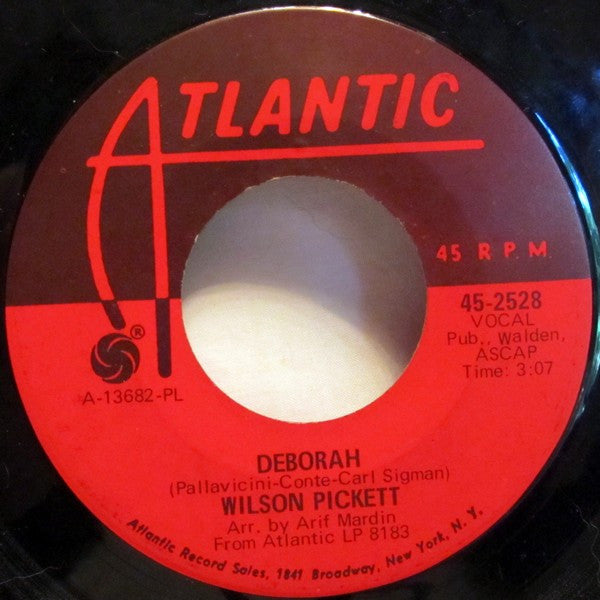 ATLANTIC
45 R.P.M.
45-2528
VOCAL
Pub., Walden,
ASCAP
Time: 3:07
®
A-13682-PL
DEBORAH
(Pallavicini-Conte-Carl Sigman)
WILSON PICKETT
Arr. by Arif Mardin
From Atlantic LP 8183
Atlantic Record Sales, 1841 Broadway, New York, N.Y.